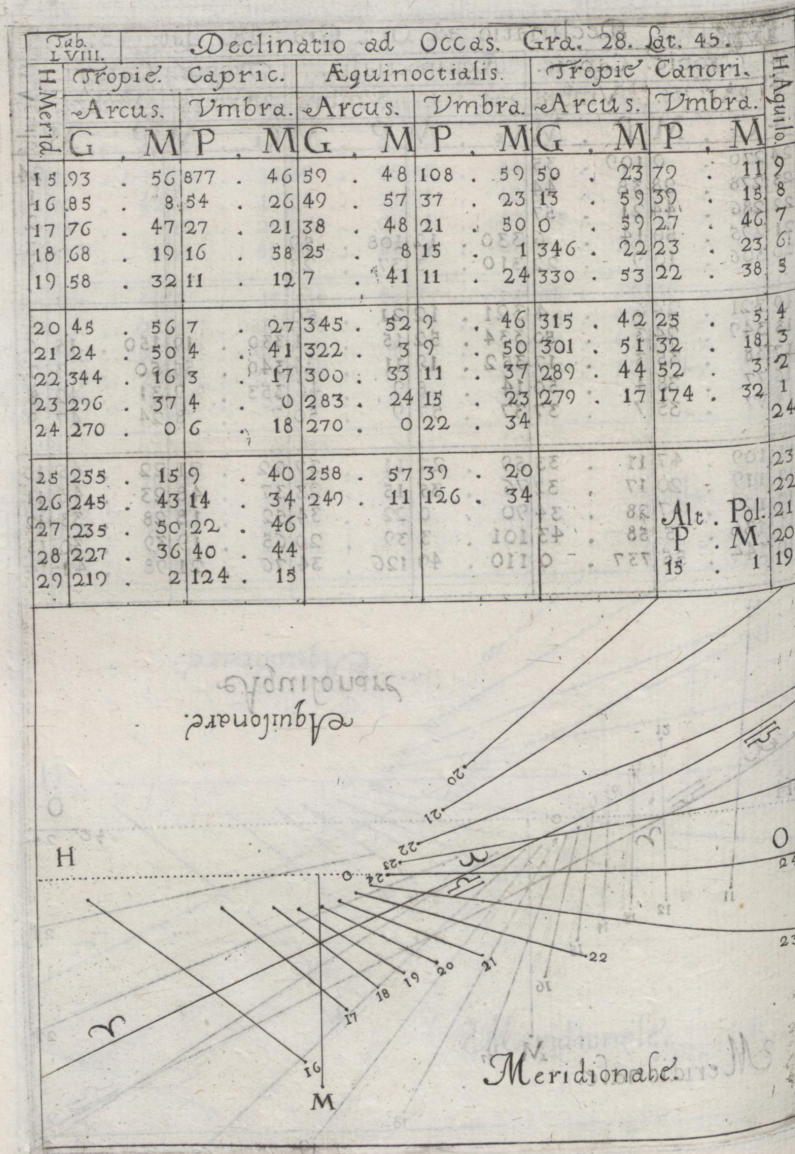 Tab. LVIII. Declinatio ad Occas. Gra. 28. Lat. 45.
H. Merid. Tropic Capric. Æquinoctialis. Tropic Cancri. H. Aquilo.
Arcus. Vmbra. Arcus. Vmbra. Arcus. Vmbra.
G . M P . M G . M P . M G . M P . M
15 93 . 56 877 . 46 59 . 48 108 . 59 50 . 23 79 . 11 9
16 85 . 8 54 . 26 49 . 57 37 . 23 13 . 59 39 . 15 8
17 76 . 47 27 . 21 38 . 48 21 . 50 0 . 59 27 . 46 7
18 68 . 19 16 . 58 25 . 8 15 . 1 346 . 22 23 . 23 6
19 58 . 32 11 . 12 7 . 41 11 . 24 330 . 53 22 . 38 5
20 45 . 56 7 . 27 345 . 52 9 . 46 315 . 42 25 . 5 4
21 24 . 50 4 . 41 322 . 3 9 . 50 301 . 51 32 . 18 3
22 344 . 16 3 . 17 300 . 33 11 . 37 289 . 44 52 . 3 2
23 296 . 37 4 . 0 283 . 24 15 . 23 279 . 17 174 . 32 1
24 270 . 0 6 . 18 270 . 0 22 . 34 24
25 255 . 15 9 . 40 258 . 57 39 . 20 23
26 245 . 43 14 . 34 249 . 11 126 . 34 22
27 235 . 50 22 . 46 Alt . Pol. 21
28 227 . 36 40 . 44 P . M 20
29 219 . 2 124 . 15 15 . 1 19
Aquilonare.
20
21
22
23
24
H
O
24
23
22
21
20
19
18
17
16
M
Meridionale.